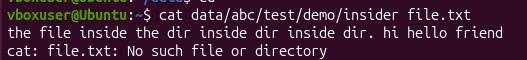 vboxuser@Ubuntu:~$ cat data/abc/test/demo/insider file.txt
the file inside the dir inside dir inside dir. hi hello friend
cat: file.txt: No such file or directory